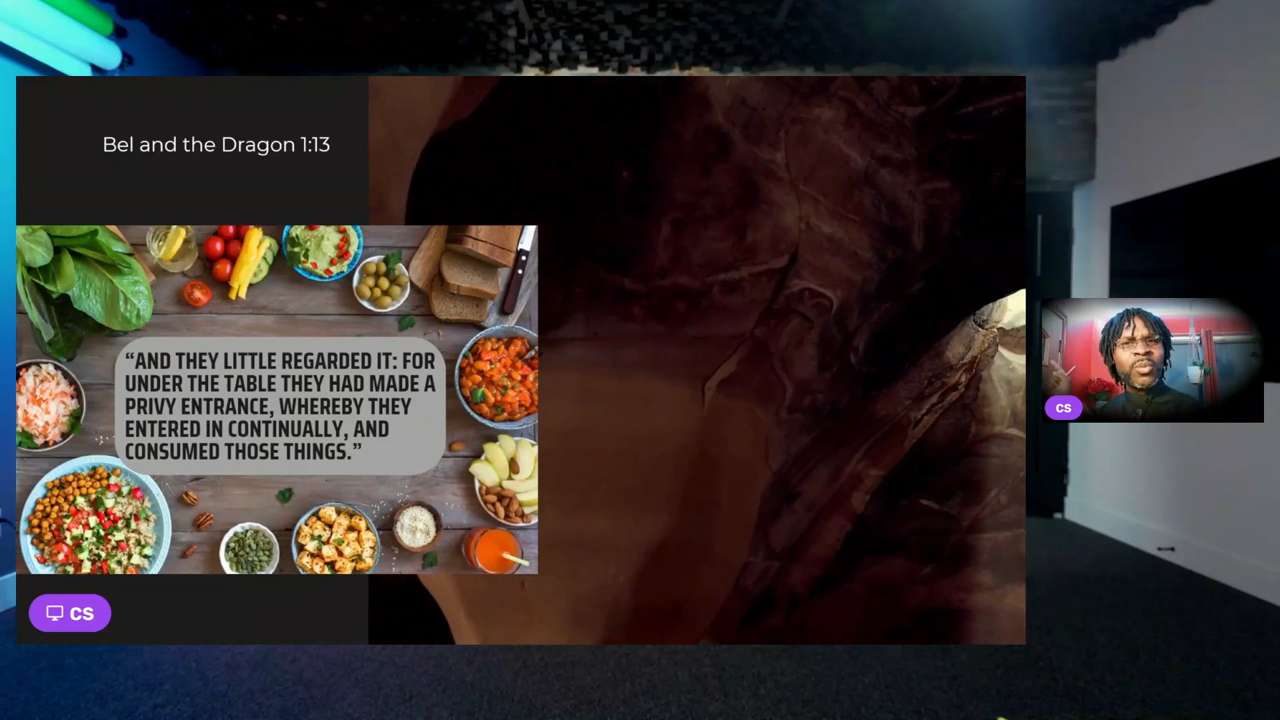 Bel and the Dragon 1:13
“AND THEY LITTLE REGARDED IT: FOR
UNDER THE TABLE THEY HAD MADE A
PRIVY ENTRANCE, WHEREBY THEY
ENTERED IN CONTINUALLY, AND
CONSUMED THOSE THINGS.”
CS
CS